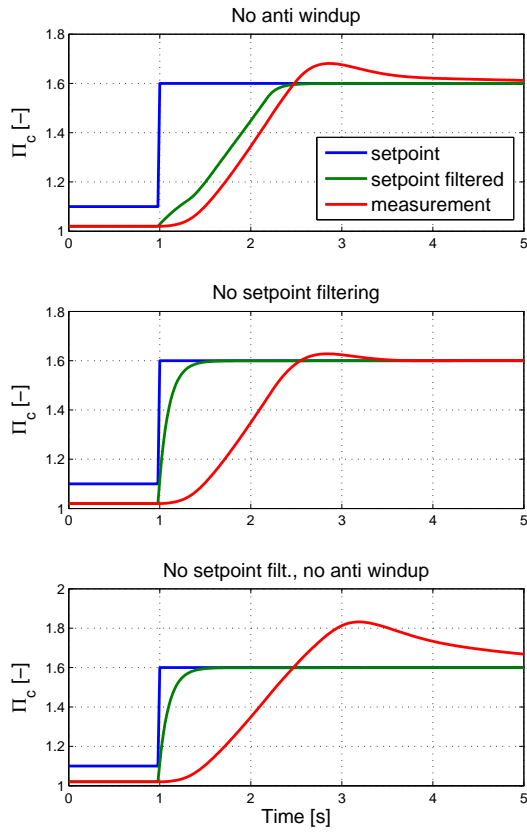 No anti windup
1.8
1.6
1.4
1.2
1
Π_c [−]
setpoint
setpoint filtered
measurement
0 1 2 3 4 5
No setpoint filtering
1.8
1.6
1.4
1.2
1
Π_c [−]
0 1 2 3 4 5
No setpoint filt., no anti windup
2
1.8
1.6
1.4
1.2
1
Π_c [−]
0 1 2 3 4 5
Time [s]